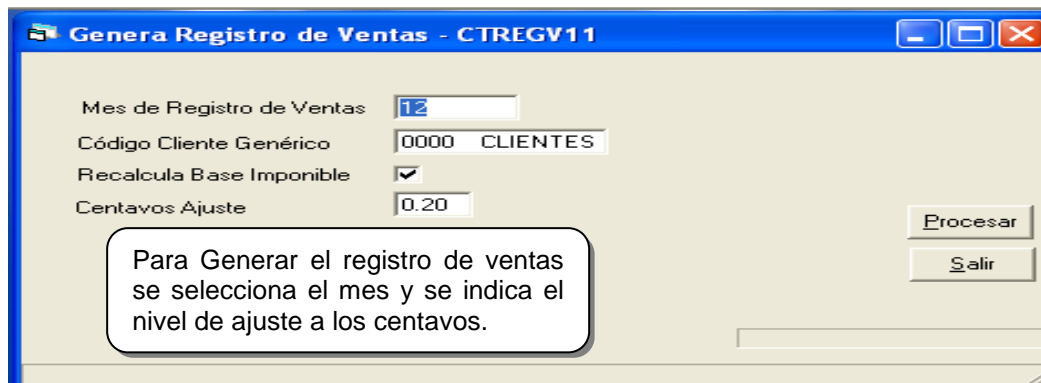 Genera Registro de Ventas - CTREGV11
Mes de Registro de Ventas 12
Código Cliente Genérico 0000 CLIENTES
Recalcula Base Imponible
Centavos Ajuste 0.20
Procesar
Salir
Para Generar el registro de ventas
se selecciona el mes y se indica el
nivel de ajuste a los centavos.